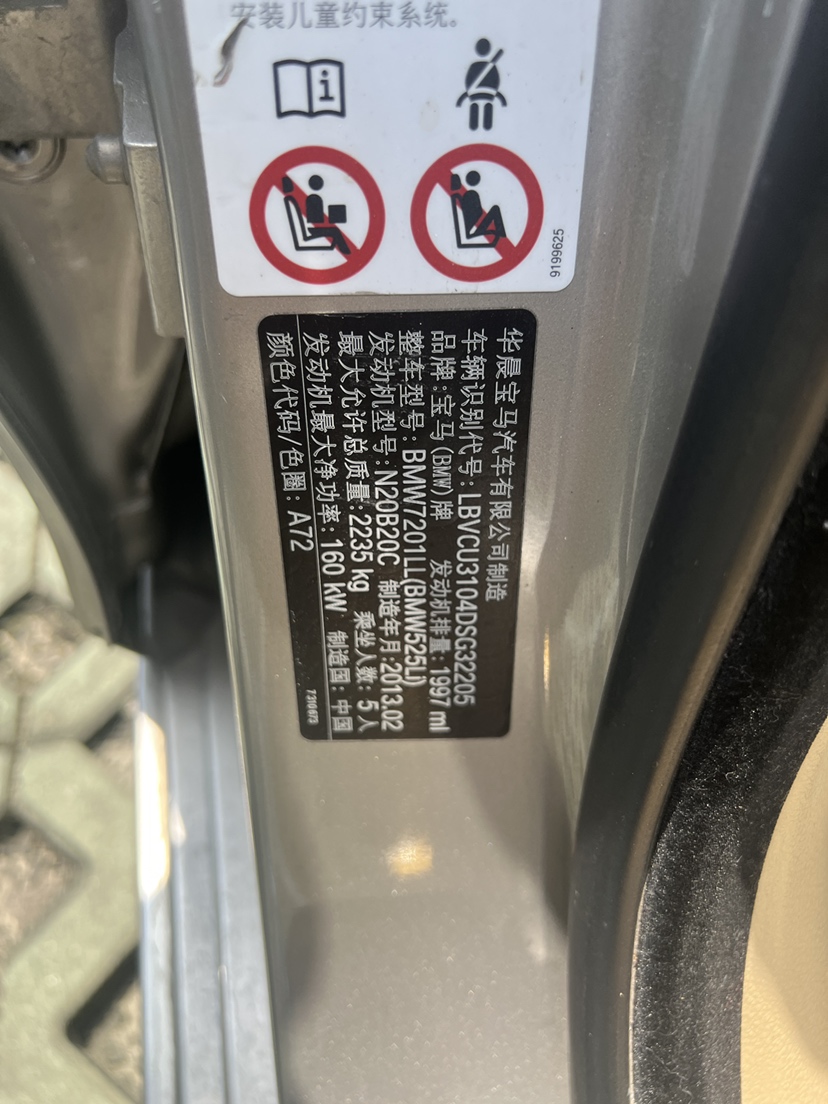 安装儿童约束系统。
9199625
华晨宝马汽车有限公司制造
车辆识别代号：LBVCU3104DSG32205
品牌：宝马(BMW)牌 发动机排量：1997 ml
整车型号：BMW7201LL(BMW525Li)
发动机型号：N20B20C 制造年月：2013.02
最大允许总质量：2235 kg 乘坐人数：5人
发动机最大净功率：160 kW 制造国：中国
颜色代码/色圈：A72
7310673